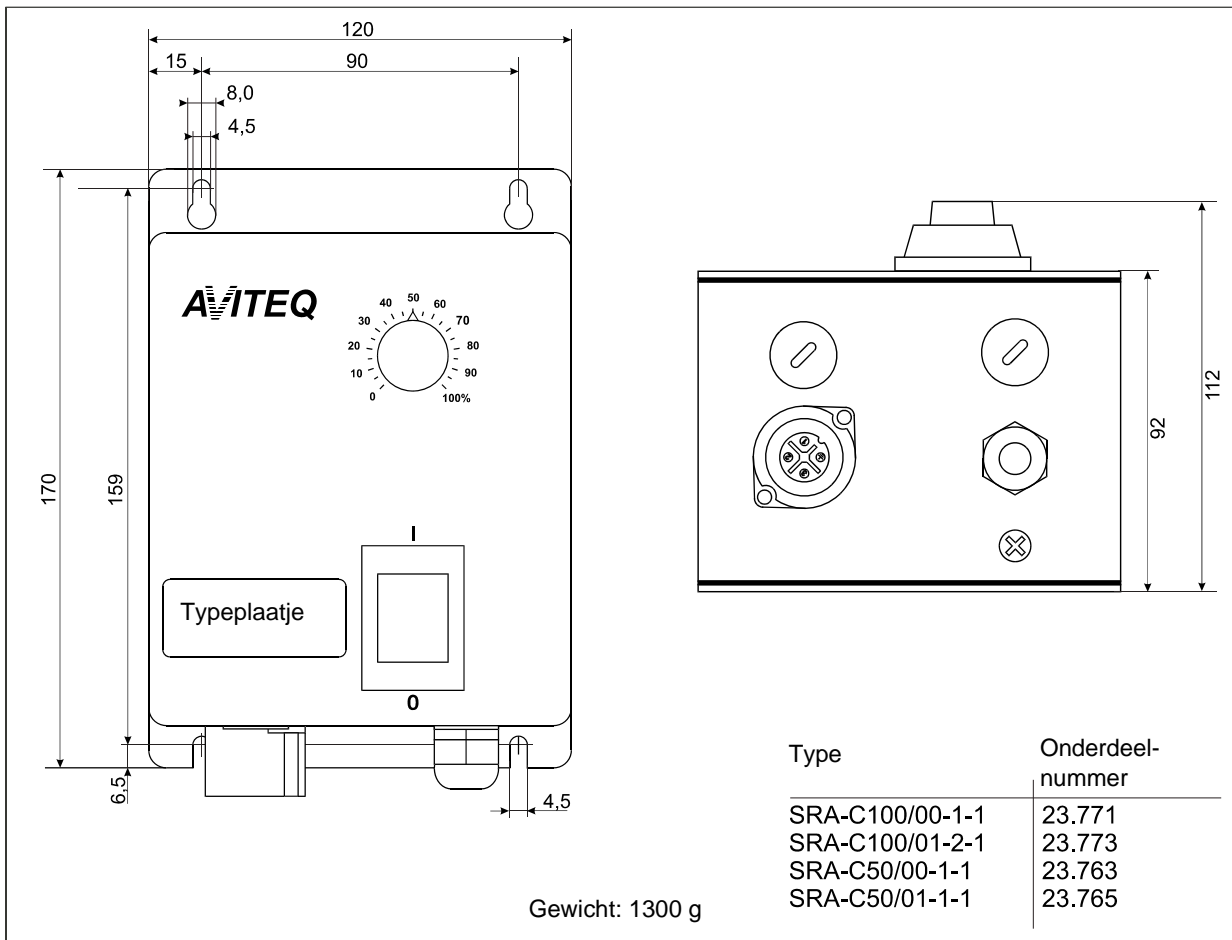 120
15
90
8,0
4,5
AVITEQ
0
10
20
30
40
50
60
70
80
90
100%
170
159
I
Typeplaatje
0
6,5
4,5
112
92
Type
Onderdeel-
nummer
SRA-C100/00-1-1 23.771
SRA-C100/01-2-1 23.773
SRA-C50/00-1-1 23.763
SRA-C50/01-1-1 23.765
Gewicht: 1300 g